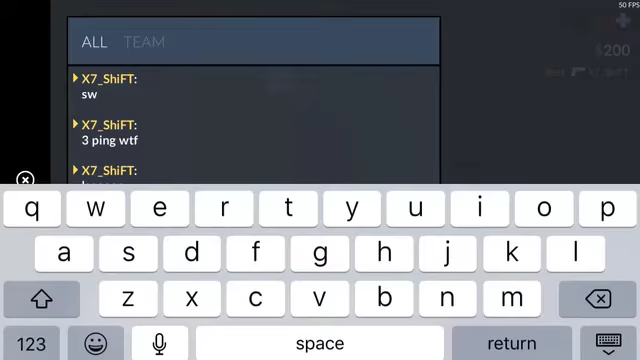 50 FPS
ALL TEAM
$200
X7_ShiFT:
sw
X7_ShiFT:
3 ping wtf
X7_ShiFT:
q w e r t y u i o p
a s d f g h j k l
z x c v b n m
123 space return